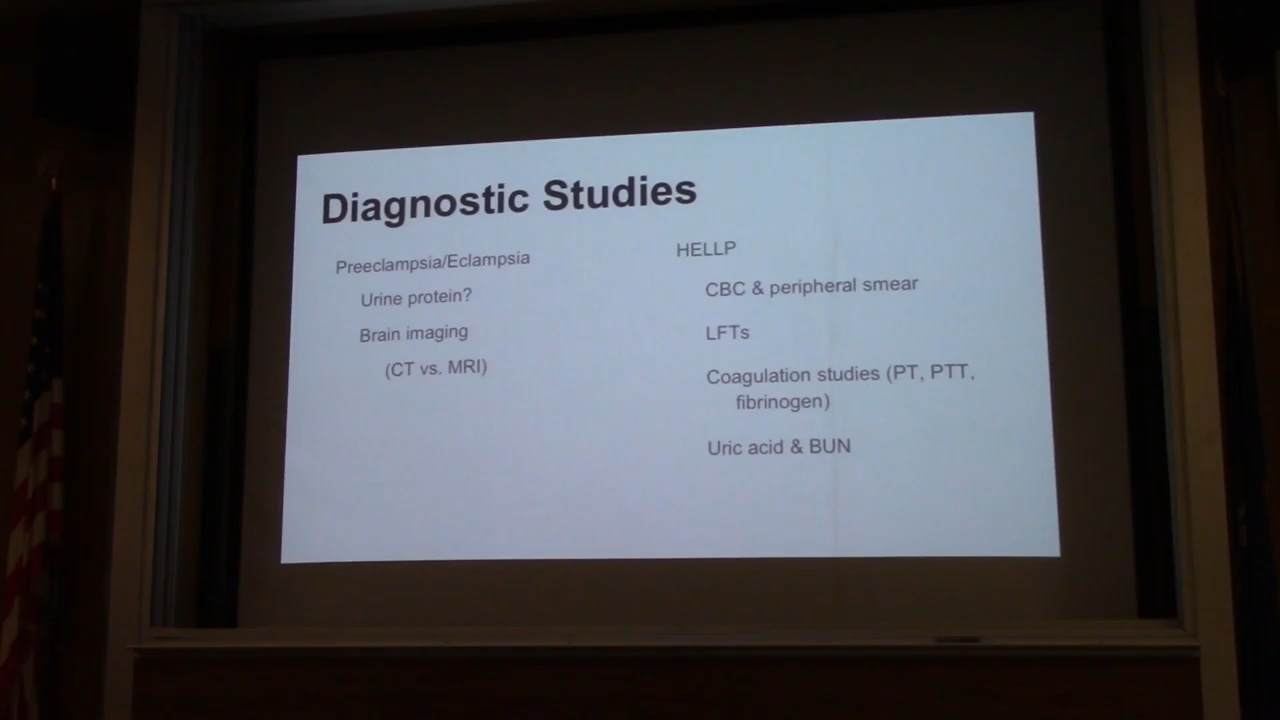 Diagnostic Studies
Preeclampsia/Eclampsia
Urine protein?
Brain imaging
(CT vs. MRI)
HELLP
CBC & peripheral smear
LFTs
Coagulation studies (PT, PTT,
fibrinogen)
Uric acid & BUN